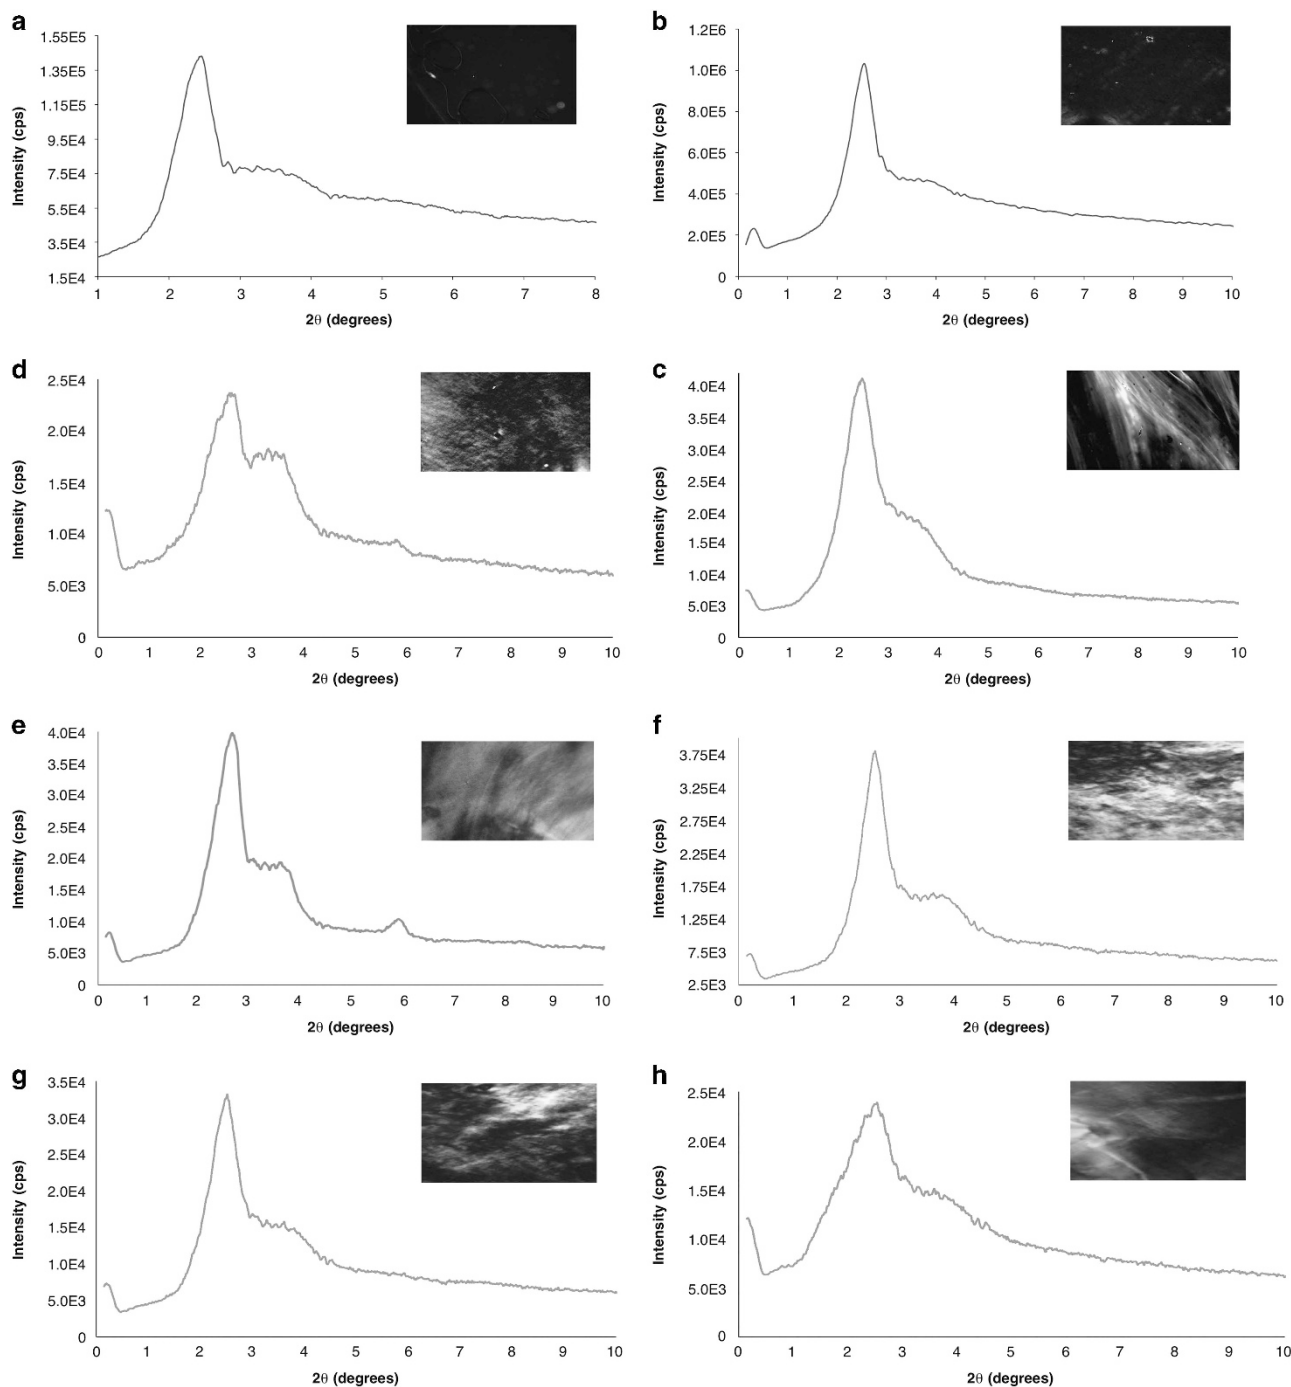 a
1.55E5
1.35E5
1.15E5
9.5E4
7.5E4
5.5E4
3.5E4
1.5E4
Intensity (cps)
1 2 3 4 5 6 7 8
2θ (degrees)
b
1.2E6
1.0E6
8.0E5
6.0E5
4.0E5
2.0E5
0
Intensity (cps)
0 1 2 3 4 5 6 7 8 9 10
2θ (degrees)
d
2.5E4
2.0E4
1.5E4
1.0E4
5.0E3
0
Intensity (cps)
0 1 2 3 4 5 6 7 8 9 10
2θ (degrees)
c
4.0E4
3.5E4
3.0E4
2.5E4
2.0E4
1.5E4
1.0E4
5.0E3
0
Intensity (cps)
0 1 2 3 4 5 6 7 8 9 10
2θ (degrees)
e
4.0E4
3.5E4
3.0E4
2.5E4
2.0E4
1.5E4
1.0E4
5.0E3
0
Intensity (cps)
0 1 2 3 4 5 6 7 8 9 10
2θ (degrees)
f
3.75E4
3.25E4
2.75E4
2.25E4
1.75E4
1.25E4
7.5E3
2.5E3
Intensity (cps)
0 1 2 3 4 5 6 7 8 9 10
2θ (degrees)
g
3.5E4
3.0E4
2.5E4
2.0E4
1.5E4
1.0E4
5.0E3
0
Intensity (cps)
0 1 2 3 4 5 6 7 8 9 10
2θ (degrees)
h
2.5E4
2.0E4
1.5E4
1.0E4
5.0E3
0
Intensity (cps)
0 1 2 3 4 5 6 7 8 9 10
2θ (degrees)